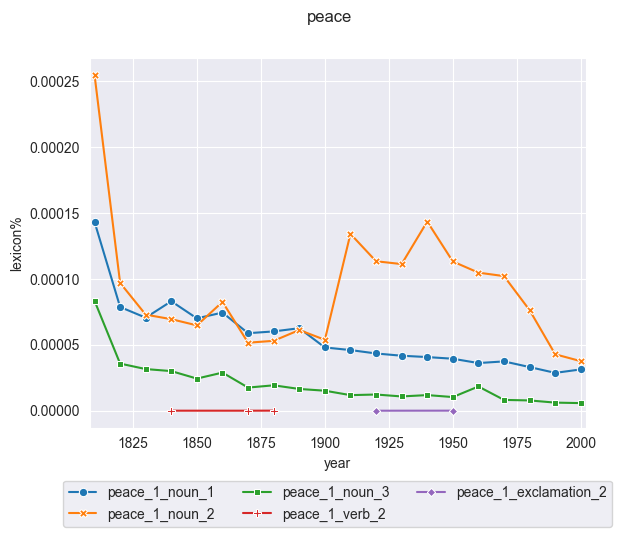 peace
0.00025
0.00020
0.00015
0.00010
0.00005
0.00000
lexicon%
1825 1850 1875 1900 1925 1950 1975 2000
year
peace_1_noun_1 peace_1_noun_3 peace_1_exclamation_2
peace_1_noun_2 peace_1_verb_2